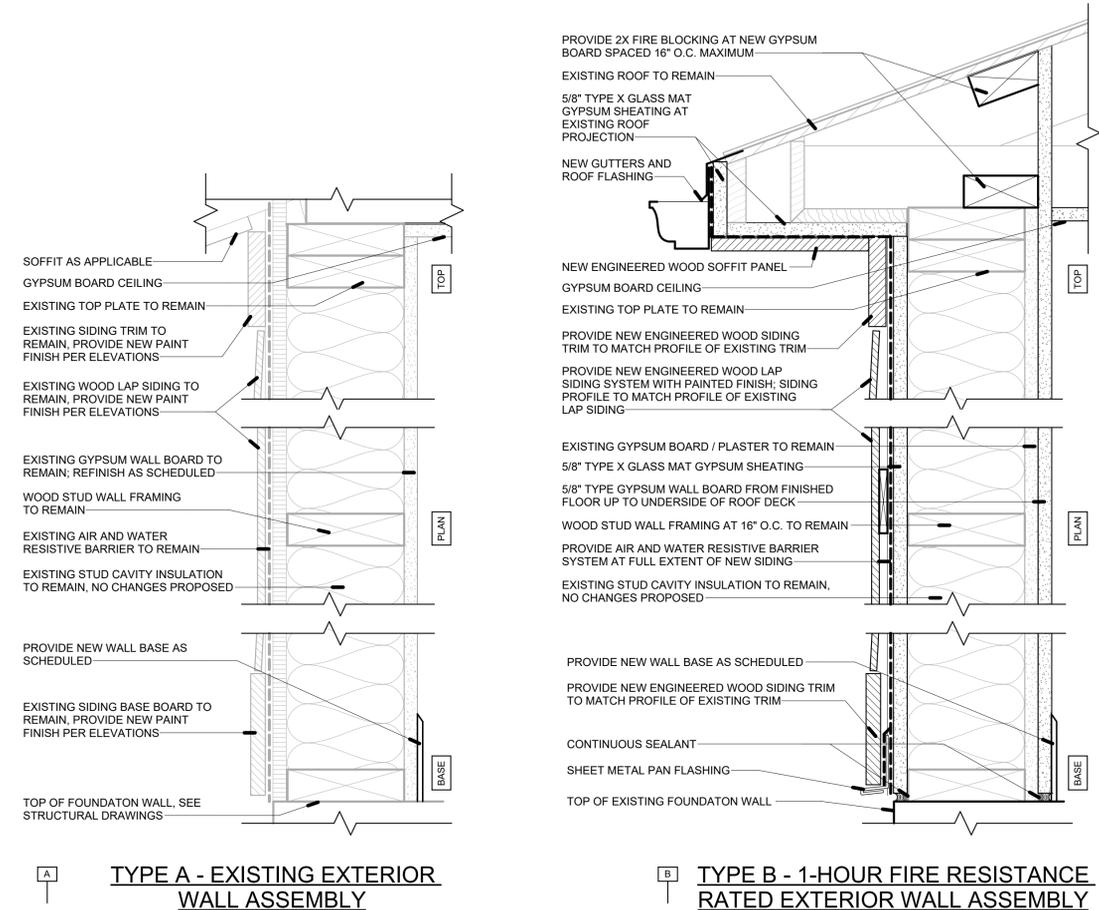 SOFFIT AS APPLICABLE
GYPSUM BOARD CEILING
EXISTING TOP PLATE TO REMAIN
EXISTING SIDING TRIM TO
REMAIN, PROVIDE NEW PAINT
FINISH PER ELEVATIONS
EXISTING WOOD LAP SIDING TO
REMAIN, PROVIDE NEW PAINT
FINISH PER ELEVATIONS
EXISTING GYPSUM WALL BOARD TO
REMAIN; REFINISH AS SCHEDULED
WOOD STUD WALL FRAMING
TO REMAIN
EXISTING AIR AND WATER
RESISTIVE BARRIER TO REMAIN
EXISTING STUD CAVITY INSULATION
TO REMAIN, NO CHANGES PROPOSED
PROVIDE NEW WALL BASE AS
SCHEDULED
EXISTING SIDING BASE BOARD TO
REMAIN, PROVIDE NEW PAINT
FINISH PER ELEVATIONS
TOP OF FOUNDATON WALL, SEE
STRUCTURAL DRAWINGS
TOP
PLAN
BASE
A
TYPE A - EXISTING EXTERIOR
WALL ASSEMBLY
PROVIDE 2X FIRE BLOCKING AT NEW GYPSUM
BOARD SPACED 16" O.C. MAXIMUM
EXISTING ROOF TO REMAIN
5/8" TYPE X GLASS MAT
GYPSUM SHEATING AT
EXISTING ROOF
PROJECTION
NEW GUTTERS AND
ROOF FLASHING
NEW ENGINEERED WOOD SOFFIT PANEL
GYPSUM BOARD CEILING
EXISTING TOP PLATE TO REMAIN
PROVIDE NEW ENGINEERED WOOD SIDING
TRIM TO MATCH PROFILE OF EXISTING TRIM
PROVIDE NEW ENGINEERED WOOD LAP
SIDING SYSTEM WITH PAINTED FINISH; SIDING
PROFILE TO MATCH PROFILE OF EXISTING
LAP SIDING
EXISTING GYPSUM BOARD / PLASTER TO REMAIN
5/8" TYPE X GLASS MAT GYPSUM SHEATING
5/8" TYPE GYPSUM WALL BOARD FROM FINISHED
FLOOR UP TO UNDERSIDE OF ROOF DECK
WOOD STUD WALL FRAMING AT 16" O.C. TO REMAIN
PROVIDE AIR AND WATER RESISTIVE BARRIER
SYSTEM AT FULL EXTENT OF NEW SIDING
EXISTING STUD CAVITY INSULATION TO REMAIN,
NO CHANGES PROPOSED
PROVIDE NEW WALL BASE AS SCHEDULED
PROVIDE NEW ENGINEERED WOOD SIDING TRIM
TO MATCH PROFILE OF EXISTING TRIM
CONTINUOUS SEALANT
SHEET METAL PAN FLASHING
TOP OF EXISTING FOUNDATON WALL
TOP
PLAN
BASE
B
TYPE B - 1-HOUR FIRE RESISTANCE
RATED EXTERIOR WALL ASSEMBLY